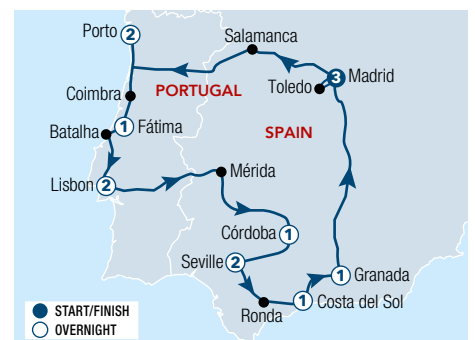 Porto 2
Salamanca
3 Madrid
Toledo
Coimbra
PORTUGAL
Batalha 1 Fátima
SPAIN
Lisbon 2
Mérida
Córdoba 1
Seville 2
1 Granada
Ronda 1 Costa del Sol
START/FINISH
OVERNIGHT